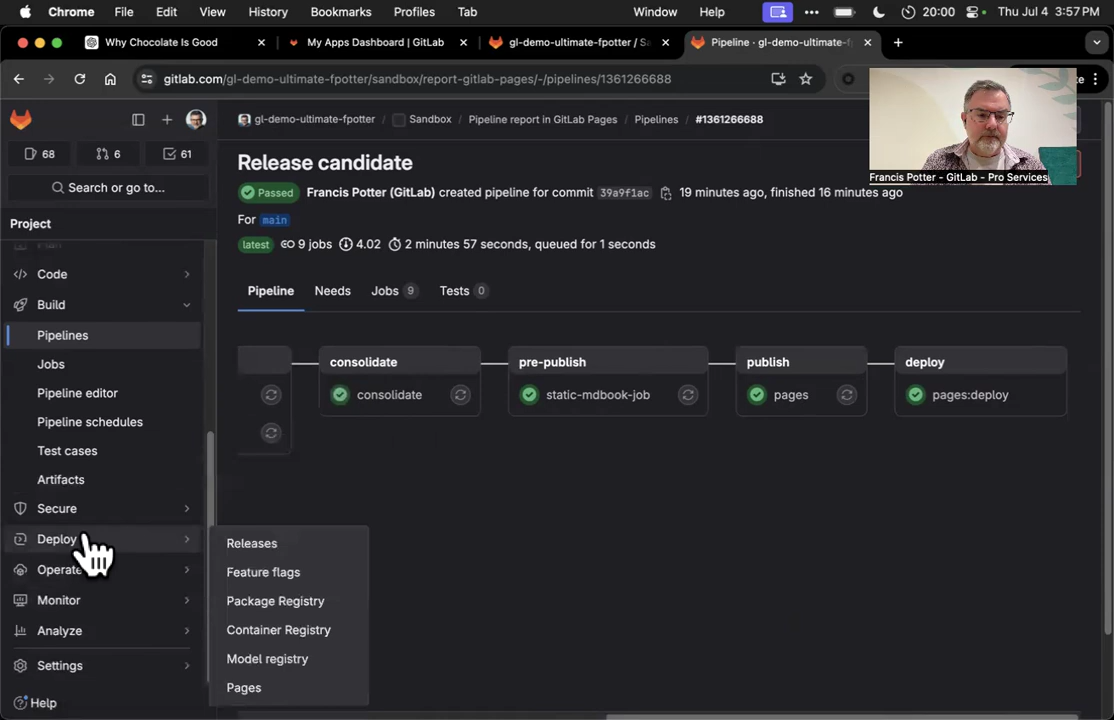 Chrome File Edit View History Bookmarks Profiles Tab Window Help 20:00 Thu Jul 4 3:57 PM
Why Chocolate Is Good
My Apps Dashboard | GitLab
gl-demo-ultimate-fpotter / Sa
Pipeline · gl-demo-ultimate-f
gitlab.com/gl-demo-ultimate-fpotter/sandbox/report-gitlab-pages/-/pipelines/1361266688
Francis Potter - GitLab - Pro Services
68
6
61
Search or go to...
Project
Code
Build
Pipelines
Jobs
Pipeline editor
Pipeline schedules
Test cases
Artifacts
Secure
Deploy
Operate
Monitor
Analyze
Settings
Help
Releases
Feature flags
Package Registry
Container Registry
Model registry
Pages
gl-demo-ultimate-fpotter Sandbox Pipeline report in GitLab Pages Pipelines #1361266688
Release candidate
Passed Francis Potter (GitLab) created pipeline for commit 39a9f1ac 19 minutes ago, finished 16 minutes ago
For main
latest 9 jobs 4.02 2 minutes 57 seconds, queued for 1 seconds
Pipeline Needs Jobs 9 Tests 0
consolidate
consolidate
pre-publish
static-mdbook-job
publish
pages
deploy
pages:deploy